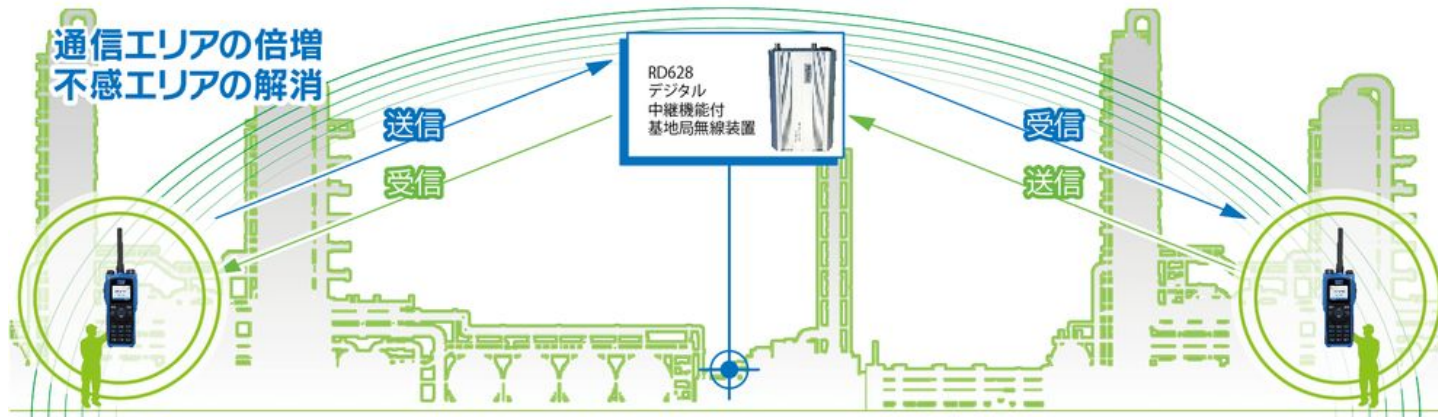 通信エリアの倍増
不感エリアの解消
RD628
デジタル
中継機能付
基地局無線装置
送信
受信
受信
送信